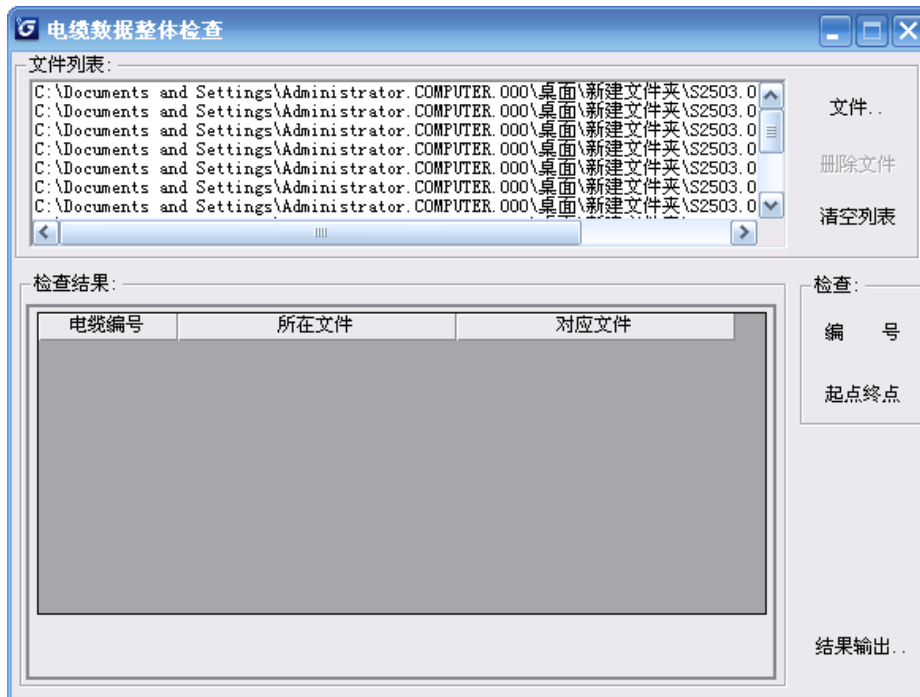 电缆数据整体检查
文件列表:
C:\Documents and Settings\Administrator.COMPUTER.000\桌面\新建文件夹\S2503.0
C:\Documents and Settings\Administrator.COMPUTER.000\桌面\新建文件夹\S2503.0
C:\Documents and Settings\Administrator.COMPUTER.000\桌面\新建文件夹\S2503.0
C:\Documents and Settings\Administrator.COMPUTER.000\桌面\新建文件夹\S2503.0
C:\Documents and Settings\Administrator.COMPUTER.000\桌面\新建文件夹\S2503.0
C:\Documents and Settings\Administrator.COMPUTER.000\桌面\新建文件夹\S2503.0
C:\Documents and Settings\Administrator.COMPUTER.000\桌面\新建文件夹\S2503.0
文件..
删除文件
清空列表
检查结果:
电缆编号 所在文件 对应文件
检查:
编 号
起点终点
结果输出..